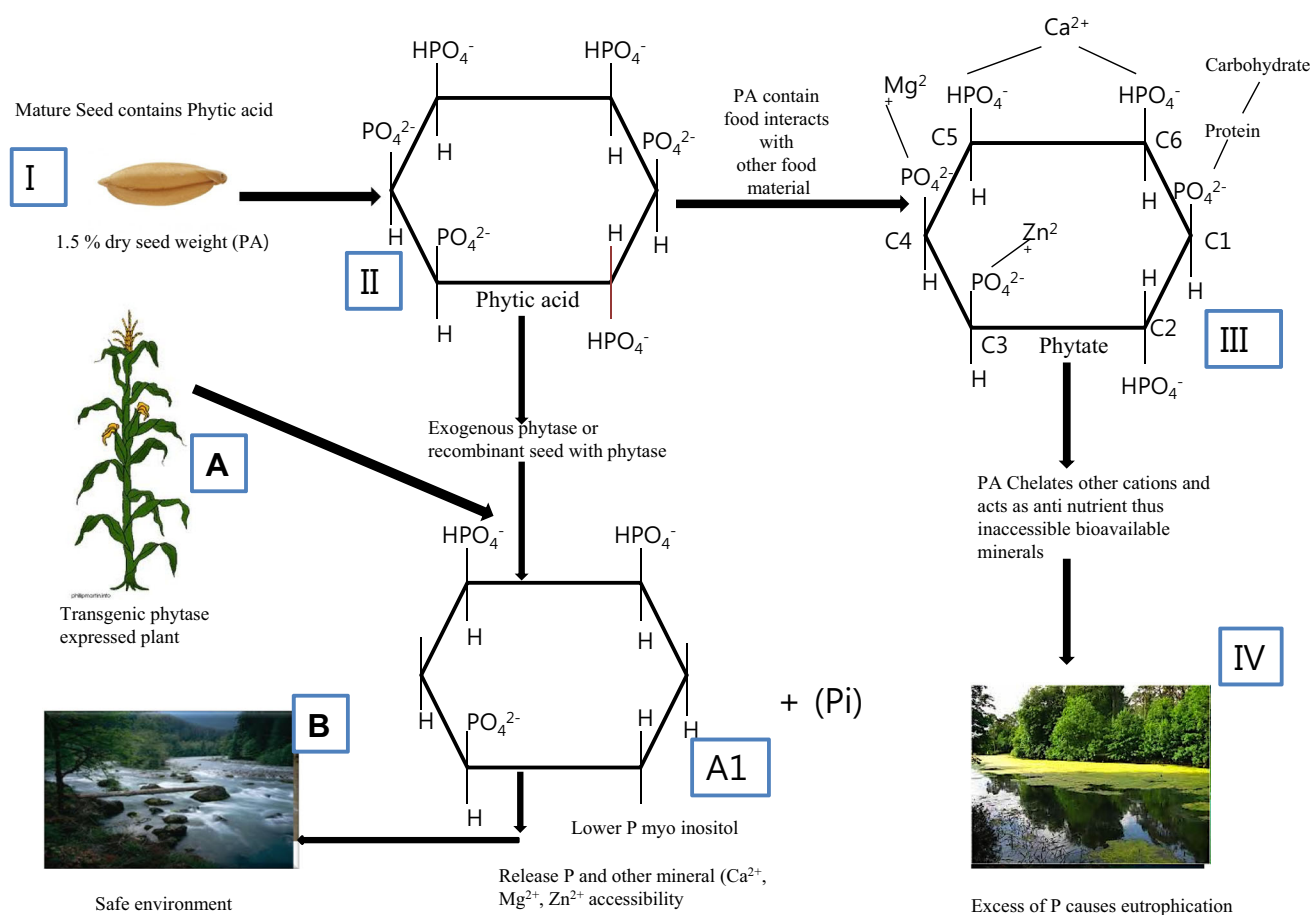 Mature Seed contains Phytic acid
I
1.5 % dry seed weight (PA)
HPO₄⁻
HPO₄⁻
PO₄²⁻
PO₄²⁻
H
H
H
H
PO₄²⁻
H
H
HPO₄⁻
II
Phytic acid
PA contain
food interacts
with
other food
material
Ca²⁺
Mg²
+
HPO₄⁻
HPO₄⁻
Carbohydrate
Protein
C5
C6
PO₄²⁻
PO₄²⁻
H
H
Zn²
+
C4
C1
H
PO₄²⁻
H
H
C3
C2
H
HPO₄⁻
Phytate
III
A
Transgenic phytase
expressed plant
philipmartin.info
Exogenous phytase or
recombinant seed with phytase
HPO₄⁻
HPO₄⁻
H
H
H
PO₄²⁻
H
H
H
A1
+ (Pi)
Lower P myo inositol
Release P and other mineral (Ca²⁺,
Mg²⁺, Zn²⁺ accessibility
B
Safe environment
PA Chelates other cations and
acts as anti nutrient thus
inaccessible bioavailable
minerals
IV
Excess of P causes eutrophication